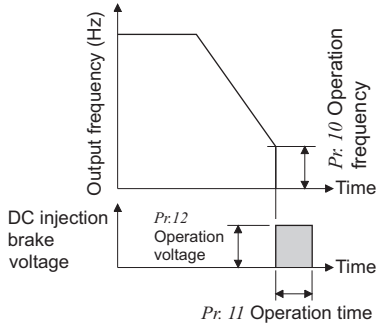 Output frequency (Hz)
Pr. 10 Operation
frequency
Time
DC injection
brake
voltage
Pr.12
Operation
voltage
Time
Pr. 11 Operation time